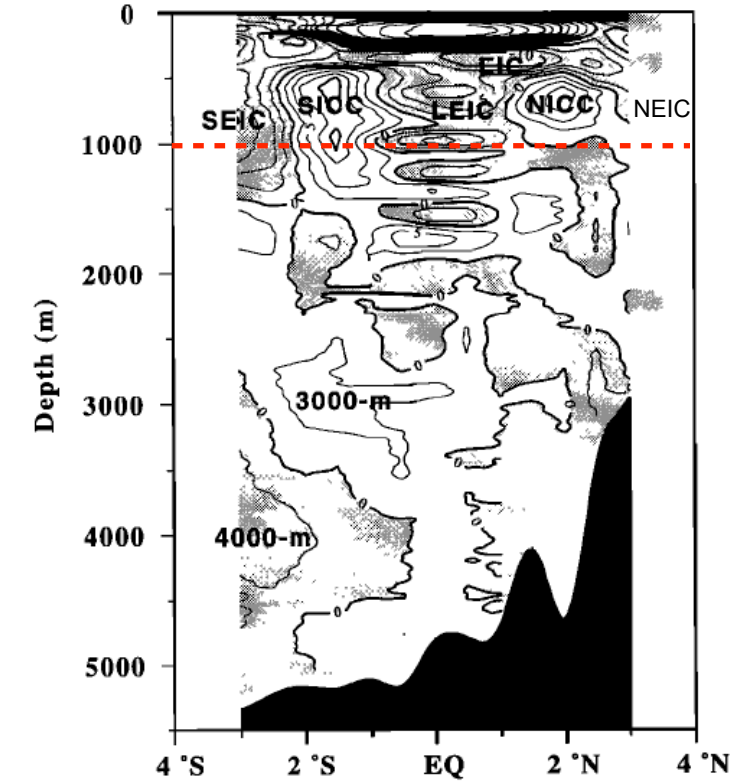 0
EIC
SICC
LEIC
NICC
NEIC
SEIC
1000
2000
Depth (m)
3000
3000-m
4000
4000-m
5000
4 °S
2 °S
EQ
2 °N
4 °N